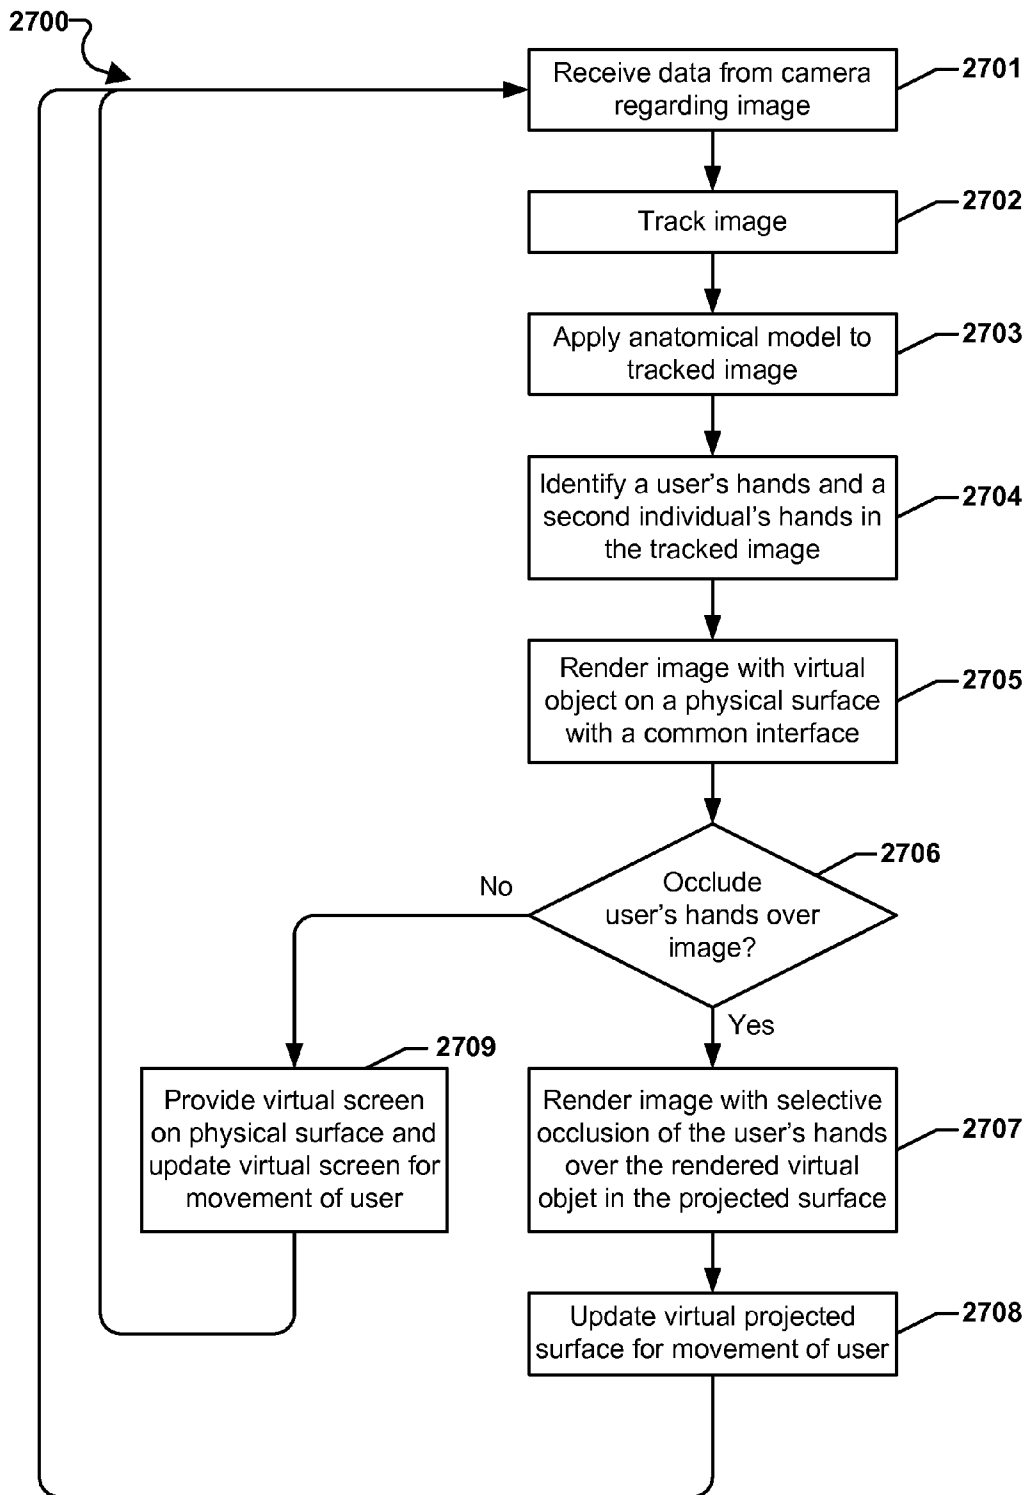 2700
Receive data from camera
regarding image
2701
Track image
2702
Apply anatomical model to
tracked image
2703
Identify a user's hands and a
second individual's hands in
the tracked image
2704
Render image with virtual
object on a physical surface
with a common interface
2705
Occlude
user's hands over
image?
2706
No
Yes
Provide virtual screen
on physical surface and
update virtual screen for
movement of user
2709
Render image with selective
occlusion of the user's hands
over the rendered virtual
objet in the projected surface
2707
Update virtual projected
surface for movement of user
2708